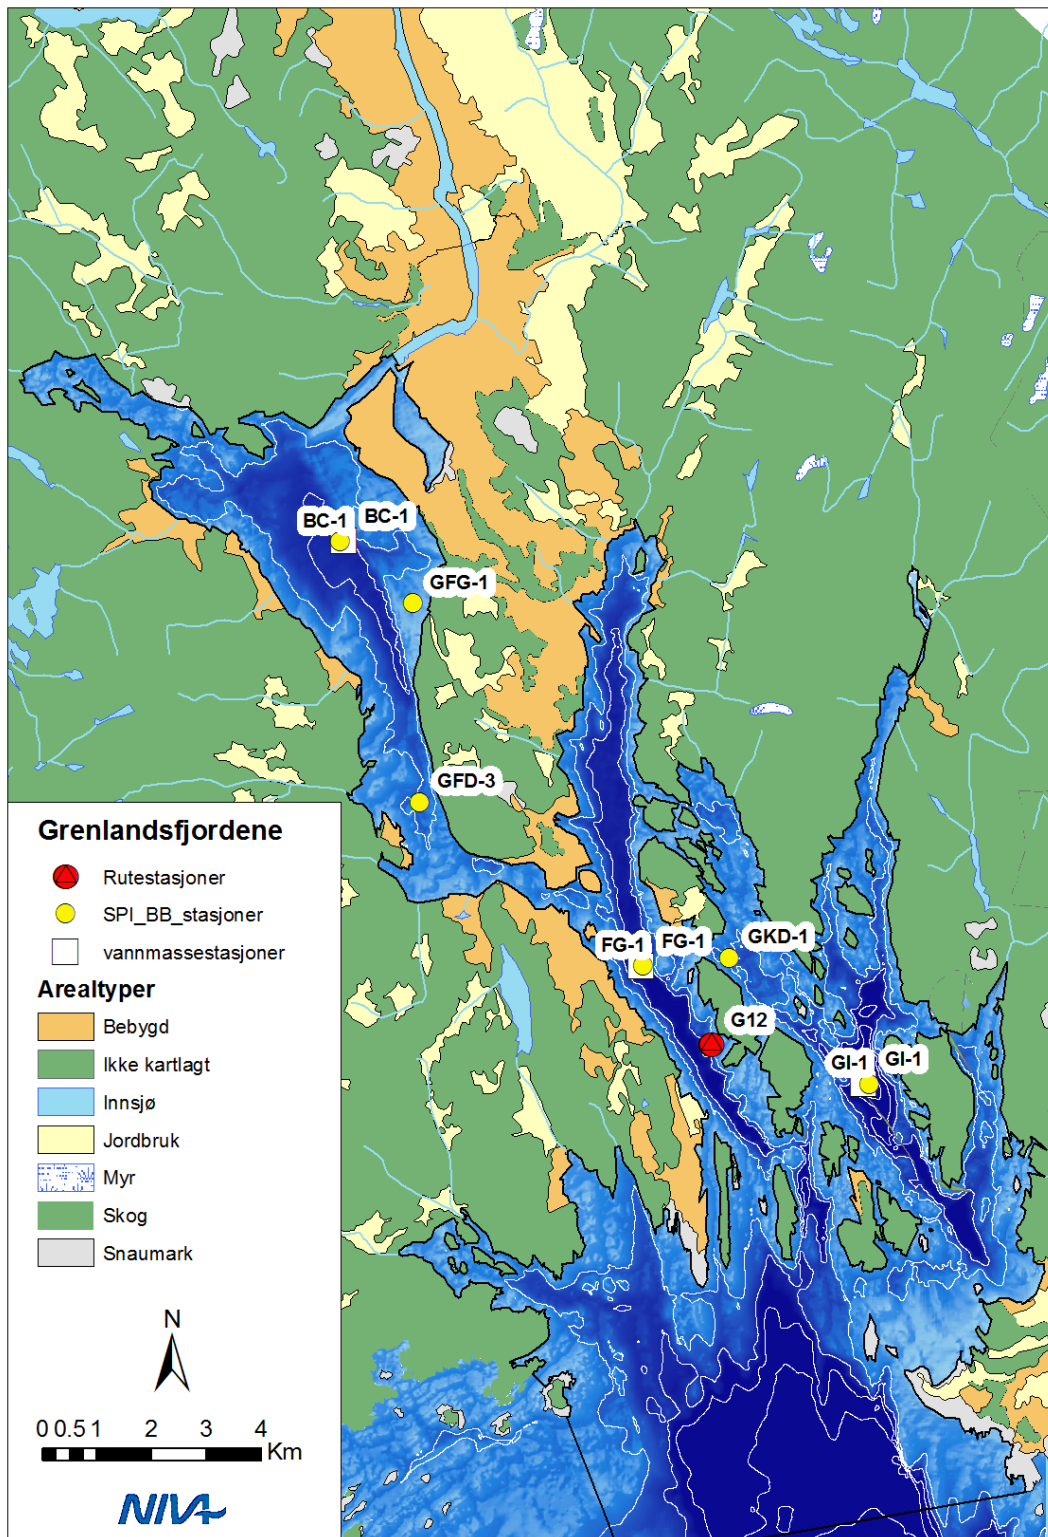 BC-1 BC-1
GFG-1
GFD-3
FG-1 FG-1 GKD-1
G12
GI-1 GI-1
Grenlandsfjordene
Rutestasjoner
SPI_BB_stasjoner
vannmassestasjoner
Arealtyper
Bebygd
Ikke kartlagt
Innsjø
Jordbruk
Myr
Skog
Snaumark
N
0 0.5 1 2 3 4
Km
NIVA